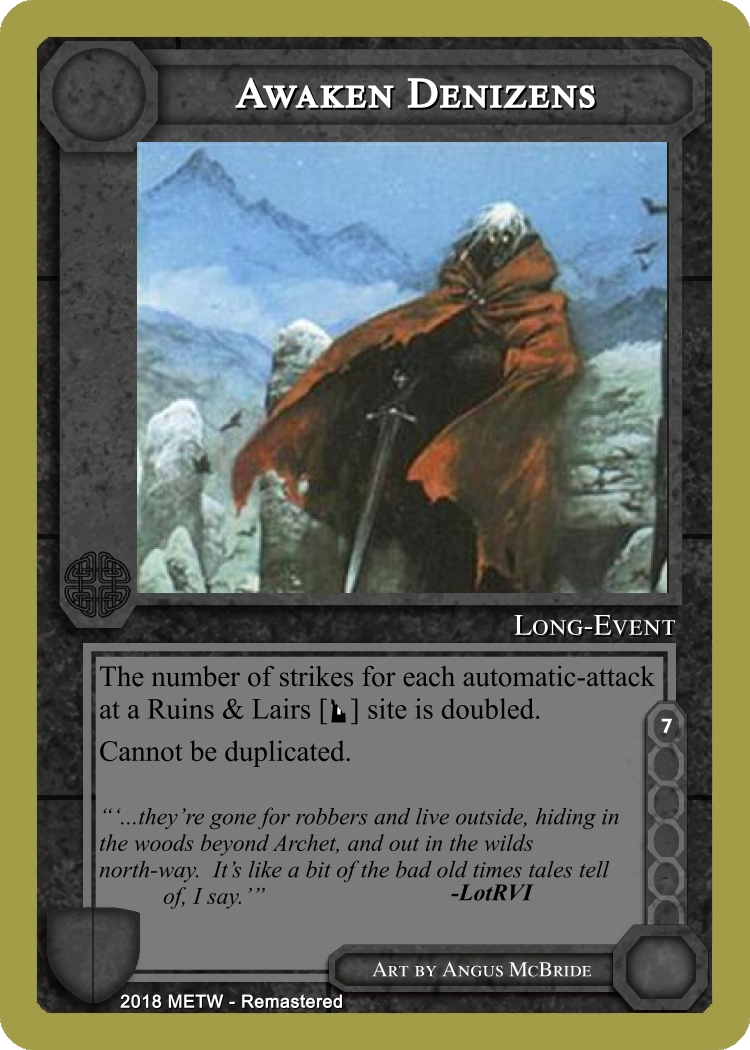 Awaken Denizens
Long-Event
The number of strikes for each automatic-attack
at a Ruins & Lairs [ ] site is doubled.
Cannot be duplicated.
7
“‘...they’re gone for robbers and live outside, hiding in
the woods beyond Archet, and out in the wilds
north-way. It’s like a bit of the bad old times tales tell
of, I say.’” -LotRVI
Art by Angus McBride
2018 METW - Remastered